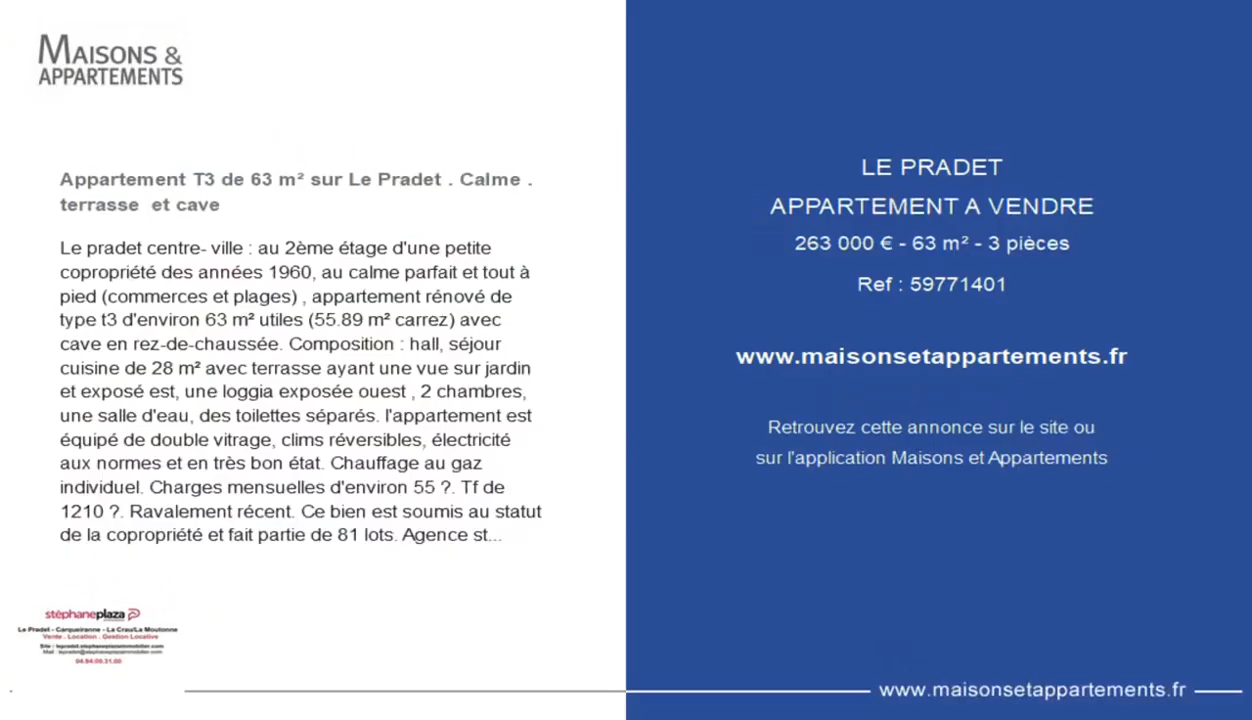 MAISONS &
APPARTEMENTS
Appartement T3 de 63 m² sur Le Pradet . Calme .
terrasse et cave
Le pradet centre- ville : au 2ème étage d'une petite
copropriété des années 1960, au calme parfait et tout à
pied (commerces et plages) , appartement rénové de
type t3 d'environ 63 m² utiles (55.89 m² carrez) avec
cave en rez-de-chaussée. Composition : hall, séjour
cuisine de 28 m² avec terrasse ayant une vue sur jardin
et exposé est, une loggia exposée ouest , 2 chambres,
une salle d'eau, des toilettes séparés. l'appartement est
équipé de double vitrage, clims réversibles, électricité
aux normes et en très bon état. Chauffage au gaz
individuel. Charges mensuelles d'environ 55 ?. Tf de
1210 ?. Ravalement récent. Ce bien est soumis au statut
de la copropriété et fait partie de 81 lots. Agence st...
stéphaneplaza
Le Pradet - Carqueiranne - La Crau/La Moutonne
Vente . Location . Gestion Locative
Site : lepradet.stephaneplazaimmobilier.com
Mail : lepradet@stephaneplazaimmobilier.com
04.94.09.31.00
LE PRADET
APPARTEMENT A VENDRE
263 000 € - 63 m² - 3 pièces
Ref : 59771401
www.maisonsetappartements.fr
Retrouvez cette annonce sur le site ou
sur l'application Maisons et Appartements
www.maisonsetappartements.fr